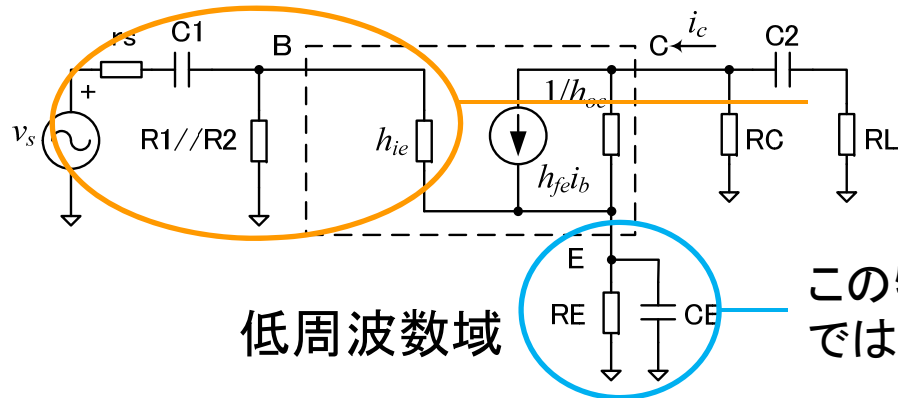 rs
C1
B
C
i_c
C2
+
v_s
R1//R2
h_ie
1/h_oe
h_fe i_b
RC
RL
E
RE
CE
低周波数域
この
では